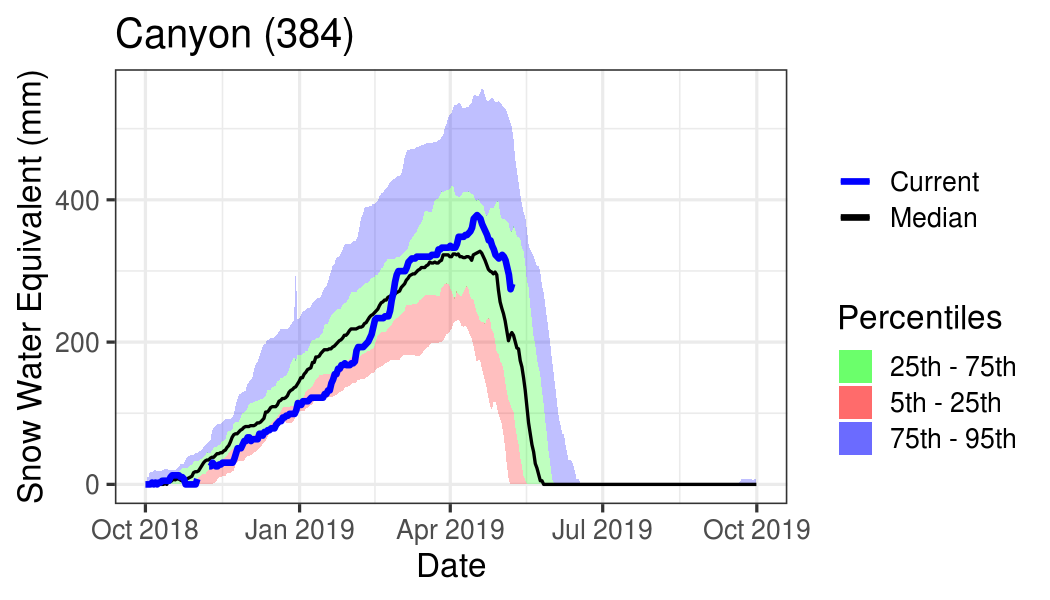 Canyon (384)
Snow Water Equivalent (mm)
400
200
0
Oct 2018
Jan 2019
Apr 2019
Jul 2019
Oct 2019
Date
Current
Median
Percentiles
25th - 75th
5th - 25th
75th - 95th